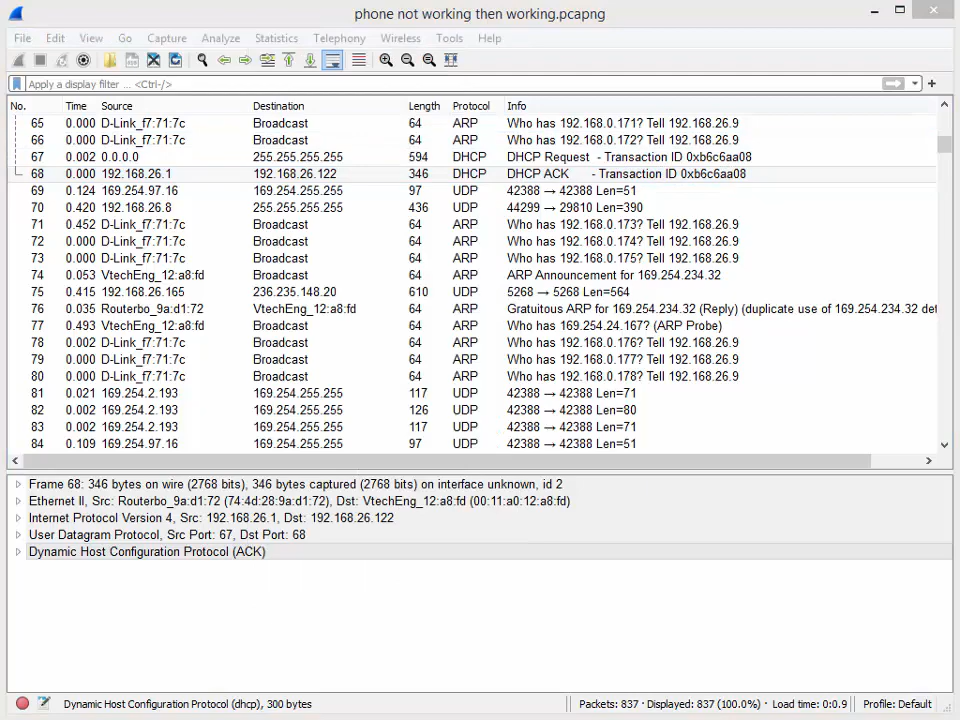 phone not working then working.pcapng
File Edit View Go Capture Analyze Statistics Telephony Wireless Tools Help
Apply a display filter ... <Ctrl-/>
No. Time Source Destination Length Protocol Info
65 0.000 D-Link_f7:71:7c Broadcast 64 ARP Who has 192.168.0.171? Tell 192.168.26.9
66 0.000 D-Link_f7:71:7c Broadcast 64 ARP Who has 192.168.0.172? Tell 192.168.26.9
67 0.002 0.0.0.0 255.255.255.255 594 DHCP DHCP Request - Transaction ID 0xb6c6aa08
68 0.000 192.168.26.1 192.168.26.122 346 DHCP DHCP ACK - Transaction ID 0xb6c6aa08
69 0.124 169.254.97.16 169.254.255.255 97 UDP 42388 → 42388 Len=51
70 0.420 192.168.26.8 255.255.255.255 436 UDP 44299 → 29810 Len=390
71 0.452 D-Link_f7:71:7c Broadcast 64 ARP Who has 192.168.0.173? Tell 192.168.26.9
72 0.000 D-Link_f7:71:7c Broadcast 64 ARP Who has 192.168.0.174? Tell 192.168.26.9
73 0.000 D-Link_f7:71:7c Broadcast 64 ARP Who has 192.168.0.175? Tell 192.168.26.9
74 0.053 VtechEng_12:a8:fd Broadcast 64 ARP ARP Announcement for 169.254.234.32
75 0.415 192.168.26.165 236.235.148.20 610 UDP 5268 → 5268 Len=564
76 0.035 Routerbo_9a:d1:72 VtechEng_12:a8:fd 64 ARP Gratuitous ARP for 169.254.234.32 (Reply) (duplicate use of 169.254.234.32 det
77 0.493 VtechEng_12:a8:fd Broadcast 64 ARP Who has 169.254.24.167? (ARP Probe)
78 0.002 D-Link_f7:71:7c Broadcast 64 ARP Who has 192.168.0.176? Tell 192.168.26.9
79 0.000 D-Link_f7:71:7c Broadcast 64 ARP Who has 192.168.0.177? Tell 192.168.26.9
80 0.000 D-Link_f7:71:7c Broadcast 64 ARP Who has 192.168.0.178? Tell 192.168.26.9
81 0.021 169.254.2.193 169.254.255.255 117 UDP 42388 → 42388 Len=71
82 0.002 169.254.2.193 169.254.255.255 126 UDP 42388 → 42388 Len=80
83 0.002 169.254.2.193 169.254.255.255 117 UDP 42388 → 42388 Len=71
84 0.109 169.254.97.16 169.254.255.255 97 UDP 42388 → 42388 Len=51
Frame 68: 346 bytes on wire (2768 bits), 346 bytes captured (2768 bits) on interface unknown, id 2
Ethernet II, Src: Routerbo_9a:d1:72 (74:4d:28:9a:d1:72), Dst: VtechEng_12:a8:fd (00:11:a0:12:a8:fd)
Internet Protocol Version 4, Src: 192.168.26.1, Dst: 192.168.26.122
User Datagram Protocol, Src Port: 67, Dst Port: 68
Dynamic Host Configuration Protocol (ACK)
Dynamic Host Configuration Protocol (dhcp), 300 bytes Packets: 837 · Displayed: 837 (100.0%) · Load time: 0:0.9 Profile: Default